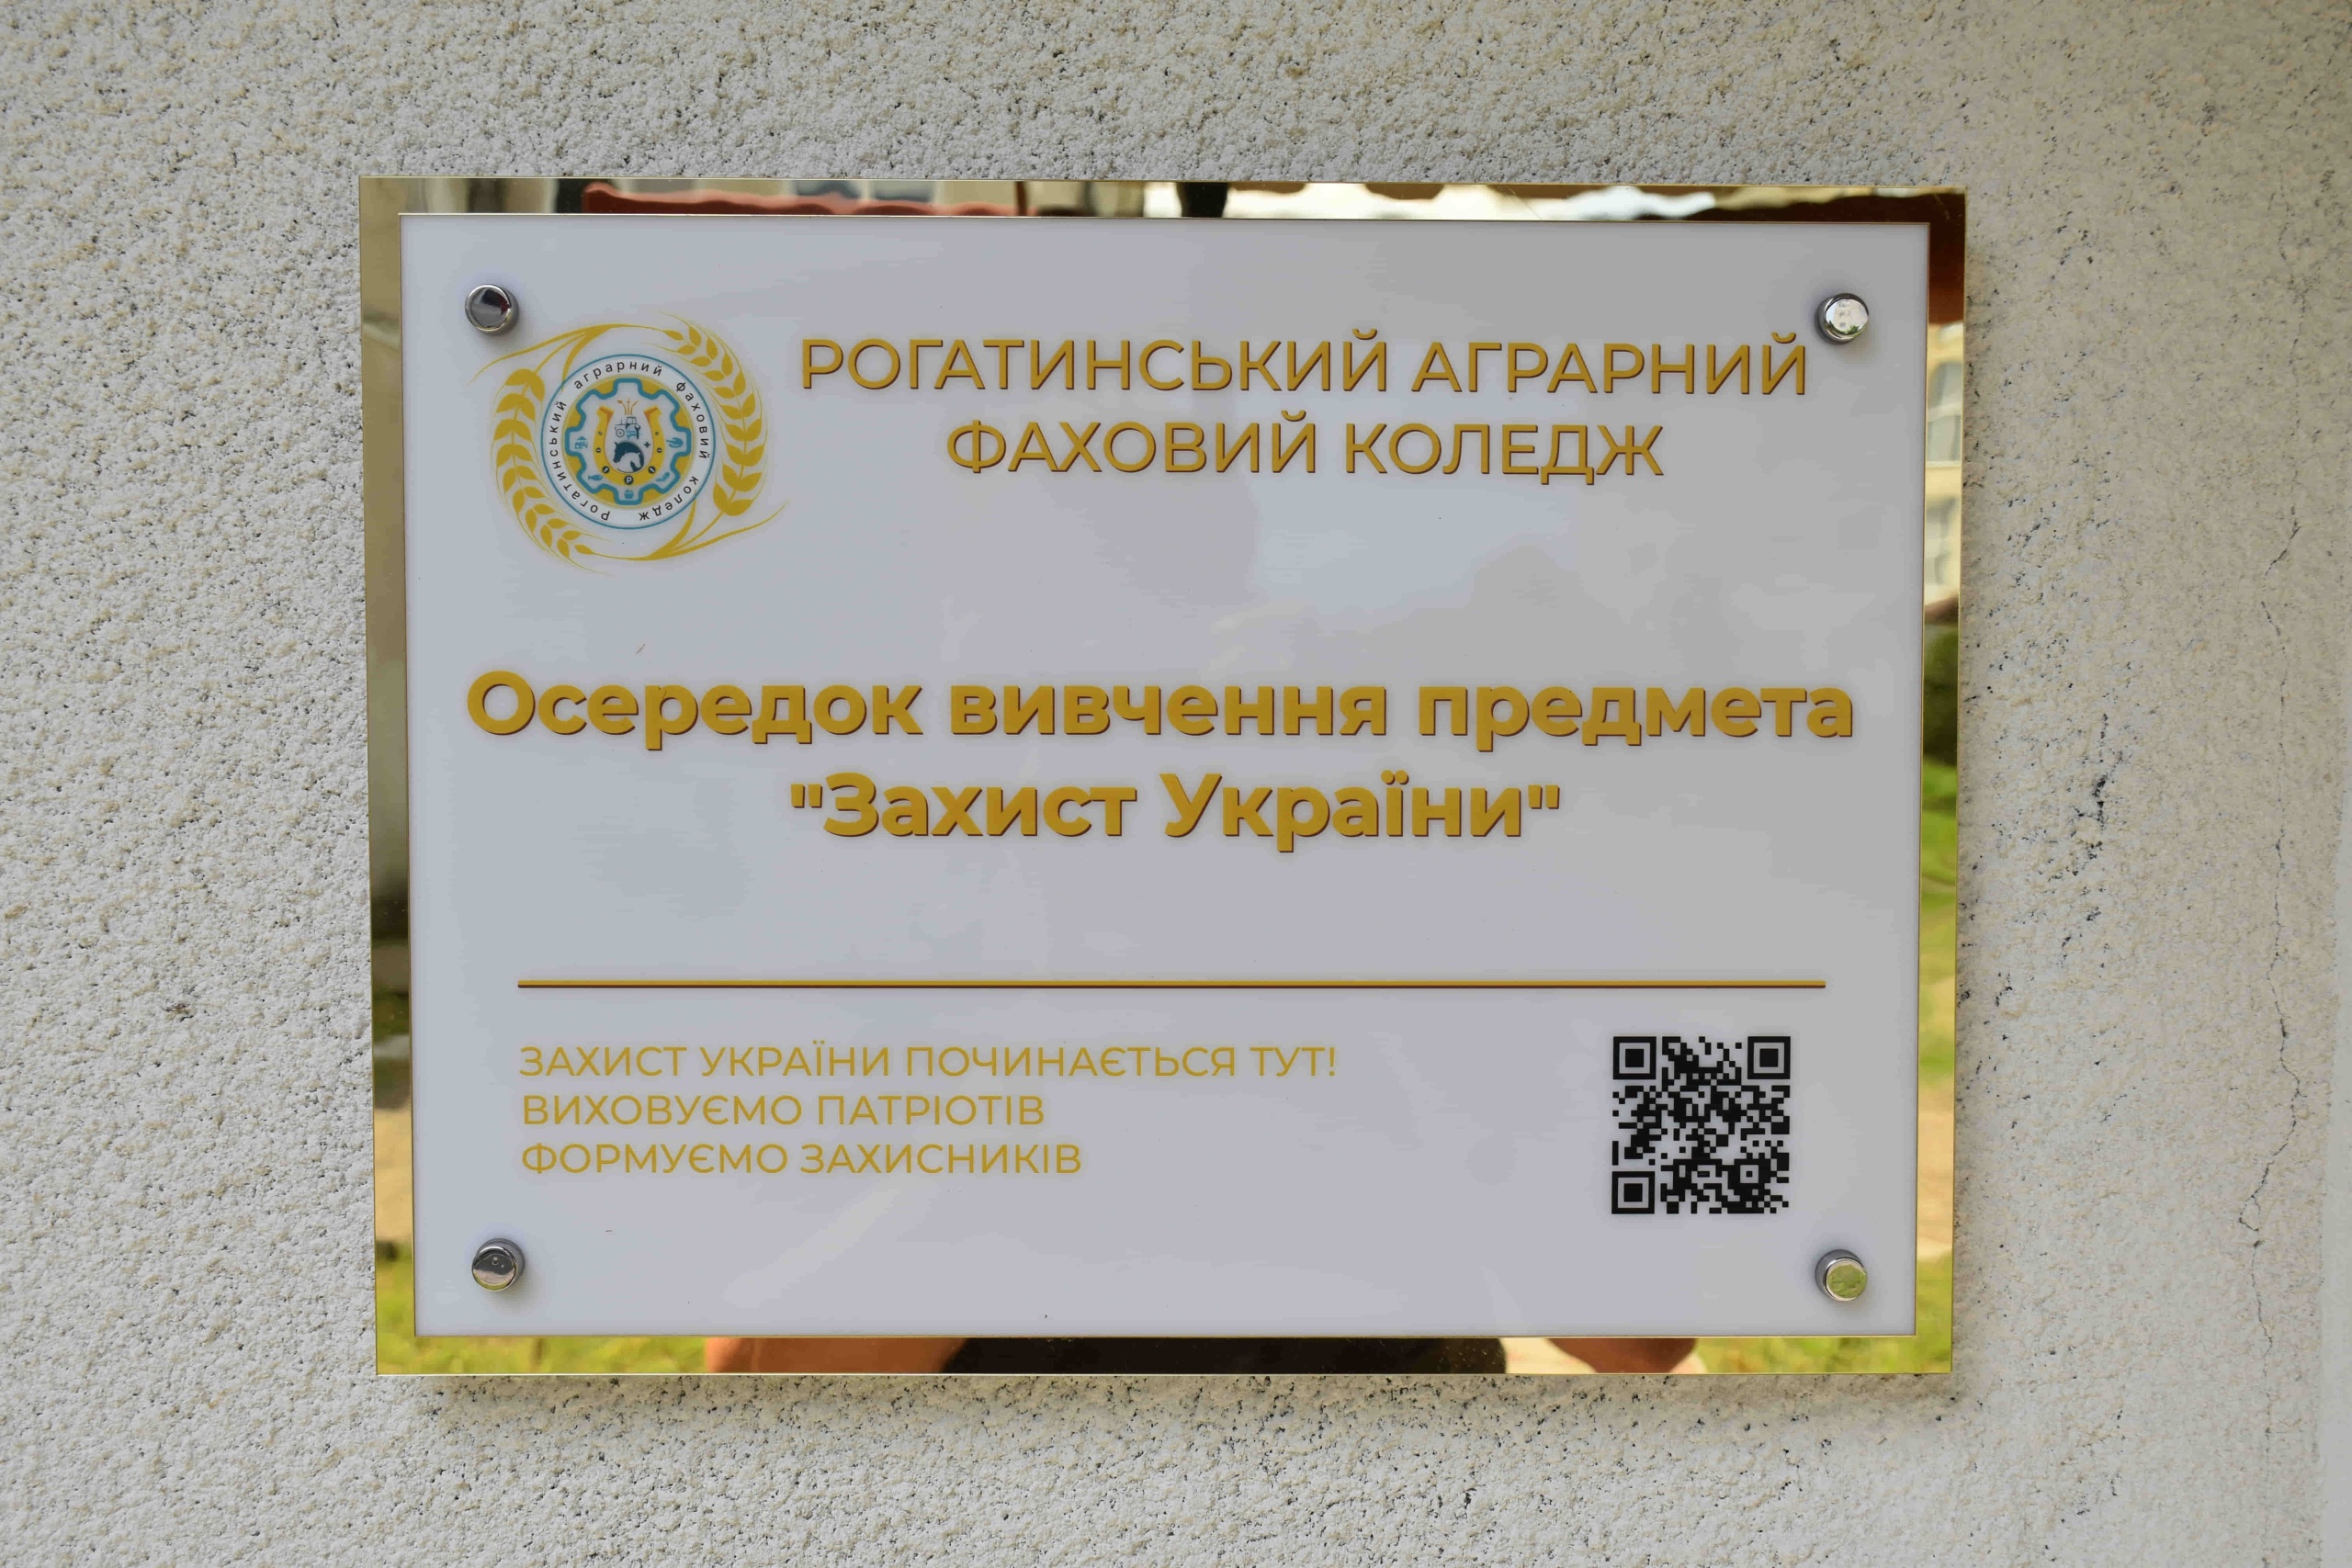 РОГАТИНСЬКИЙ АГРАРНИЙ
ФАХОВИЙ КОЛЕДЖ
рогатинський аграрний фаховий коледж
Осередок вивчення предмета
"Захист України"
ЗАХИСТ УКРАЇНИ ПОЧИНАЄТЬСЯ ТУТ!
ВИХОВУЄМО ПАТРІОТІВ
ФОРМУЄМО ЗАХИСНИКІВ